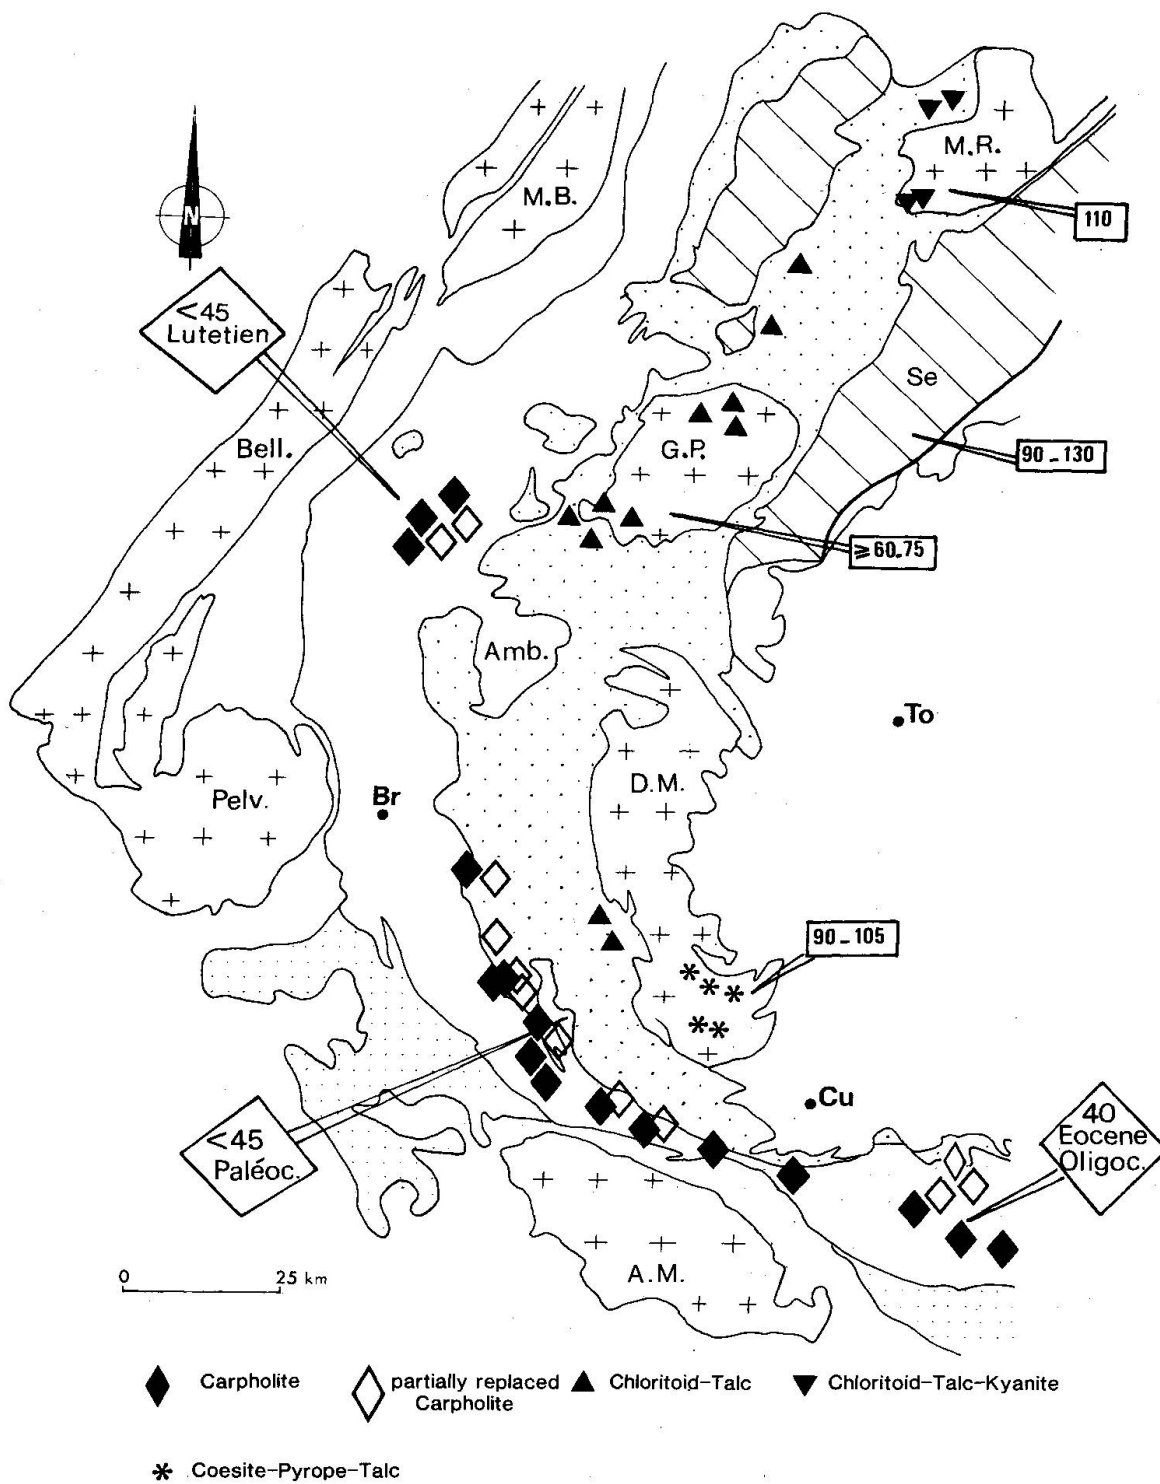 M.R.
M.B.
N
110
<45
Lutetien
Se
Bell.
G.P.
90-130
≥60-75
Amb.
To
D.M.
Pelv.
Br
90-105
Cu
<45
Paléoc.
40
Eocene
Oligoc.
A.M.
0 25 km
Carpholite
partially replaced
Carpholite
Chloritoid-Talc
Chloritoid-Talc-Kyanite
Coesite-Pyrope-Talc